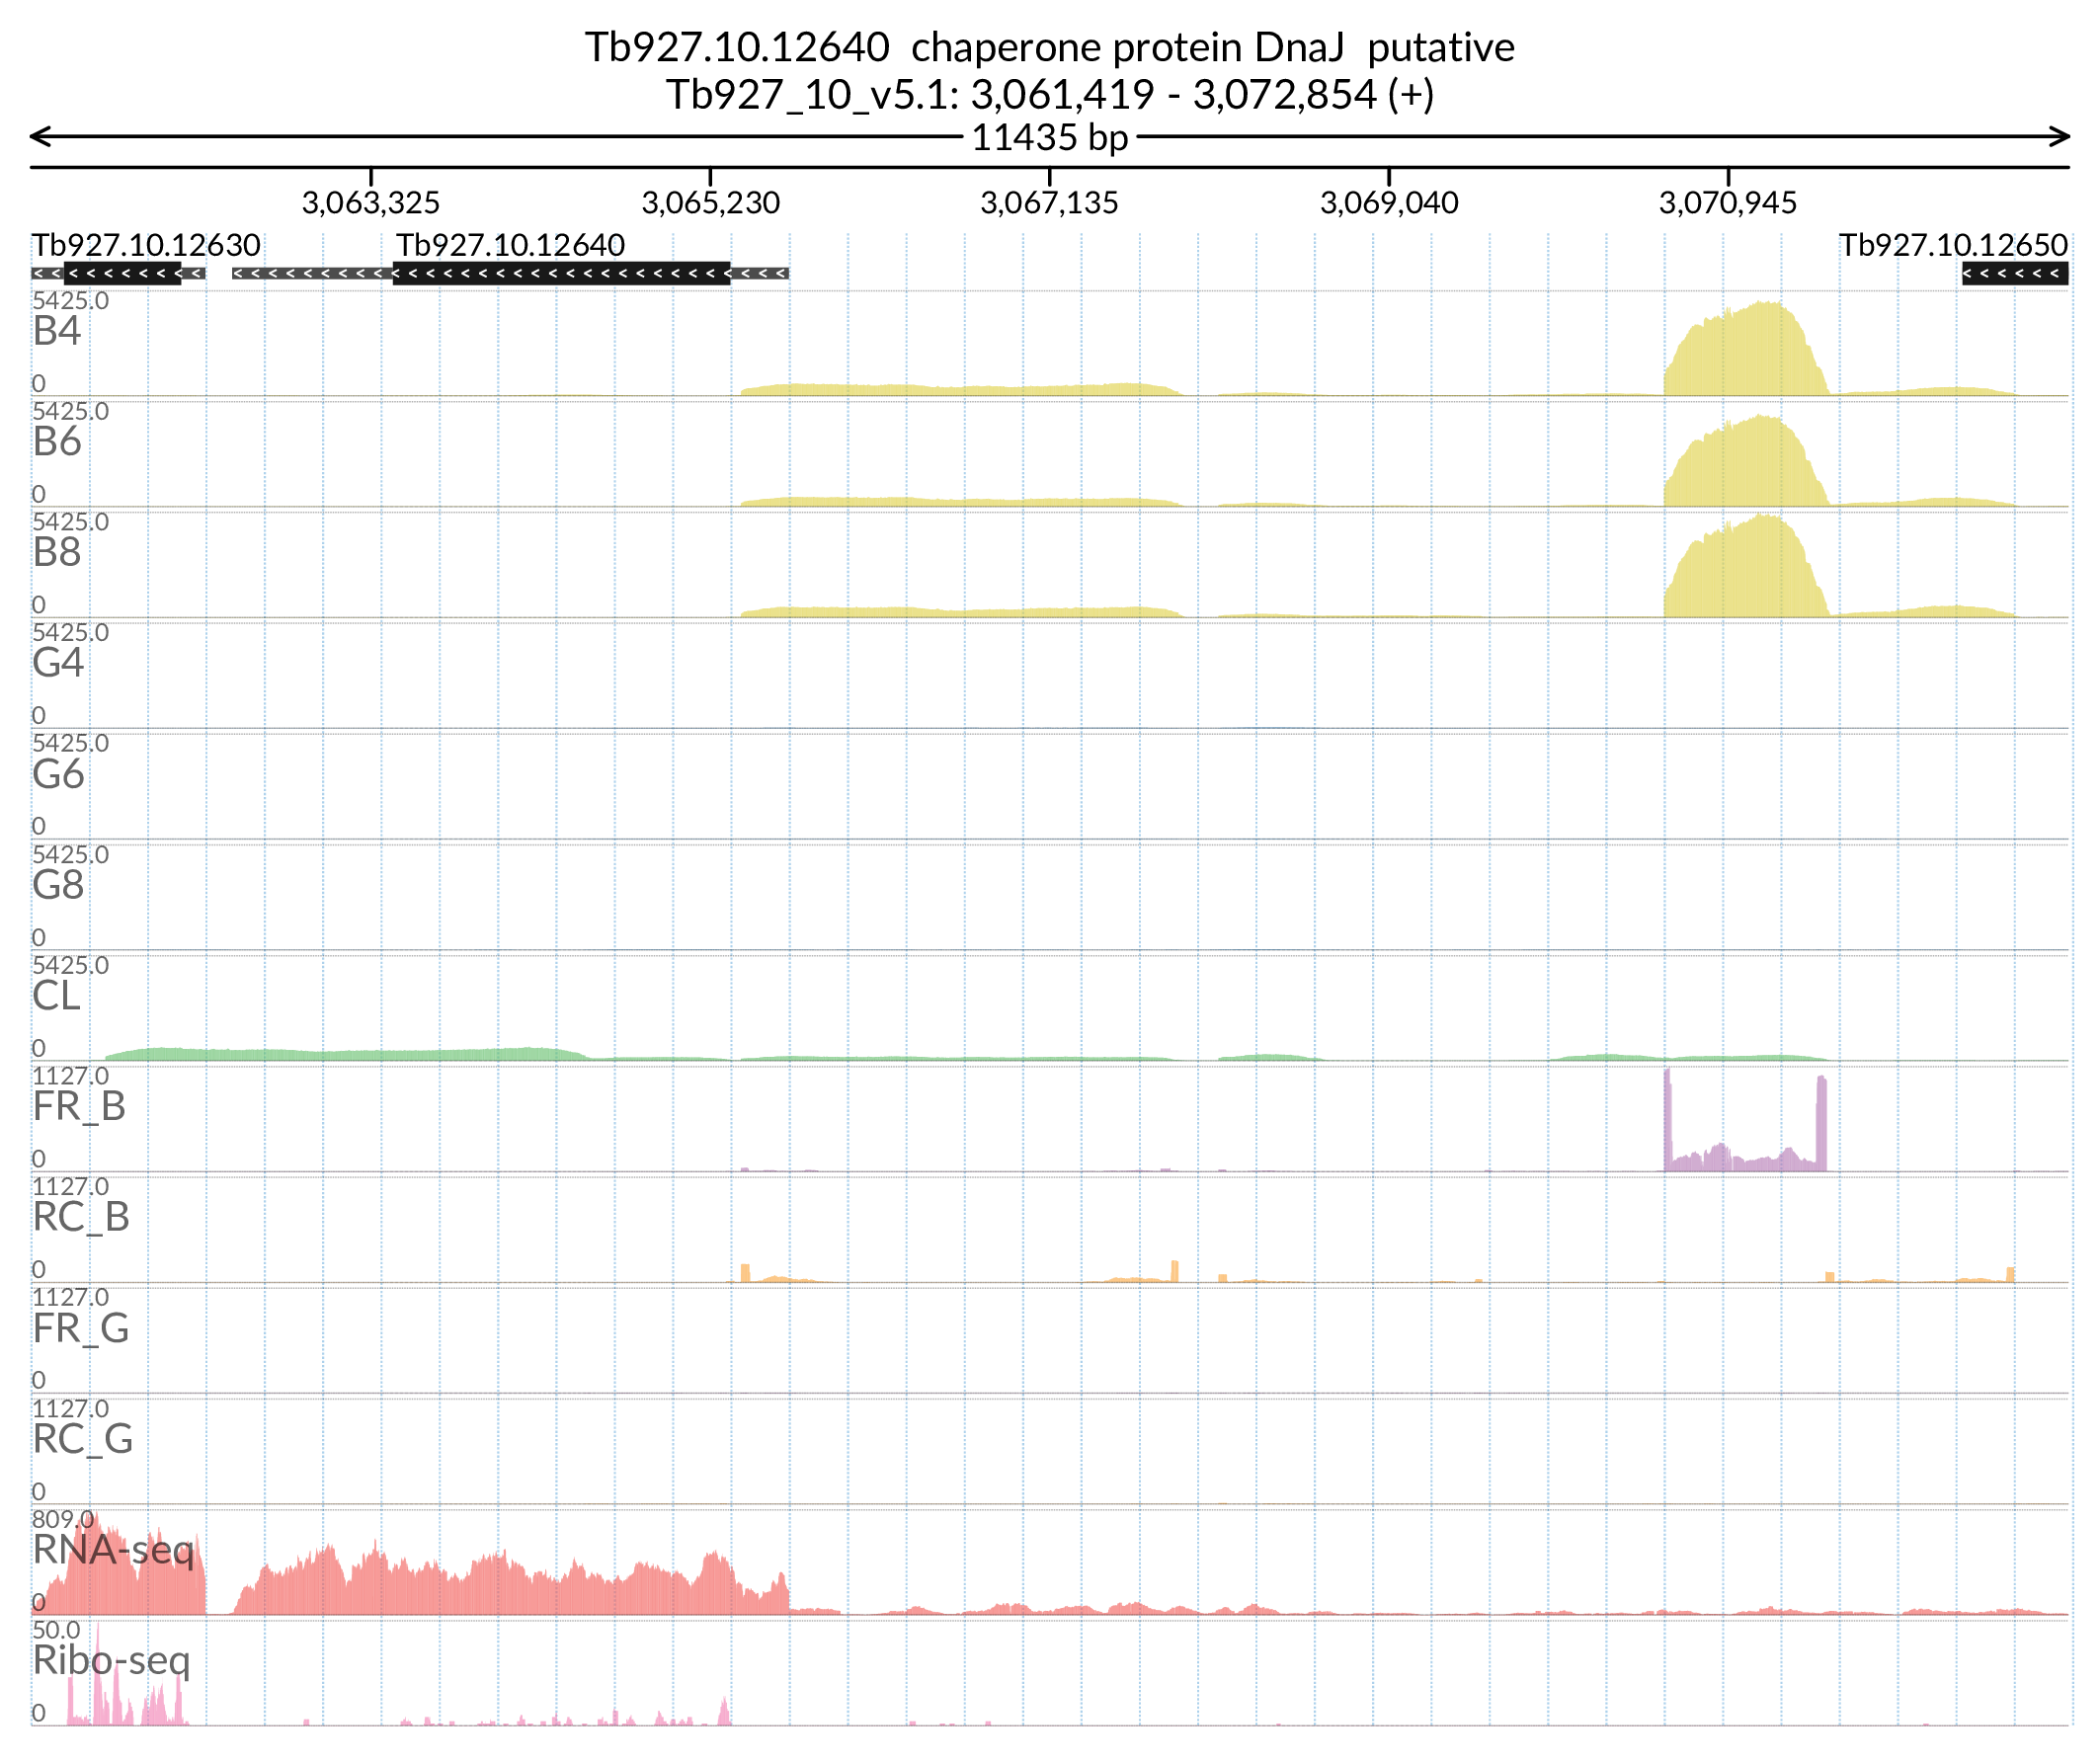 Tb927.10.12640 chaperone protein DnaJ putative
Tb927_10_v5.1: 3,061,419 - 3,072,854 (+)
11435 bp
3,063,325 3,065,230 3,067,135 3,069,040 3,070,945
Tb927.10.12630 Tb927.10.12640 Tb927.10.12650
5425.0
B4
0
5425.0
B6
0
5425.0
B8
0
5425.0
G4
0
5425.0
G6
0
5425.0
G8
0
5425.0
CL
0
1127.0
FR_B
0
1127.0
RC_B
0
1127.0
FR_G
0
1127.0
RC_G
0
809.0
RNA-seq
0
50.0
Ribo-seq
0